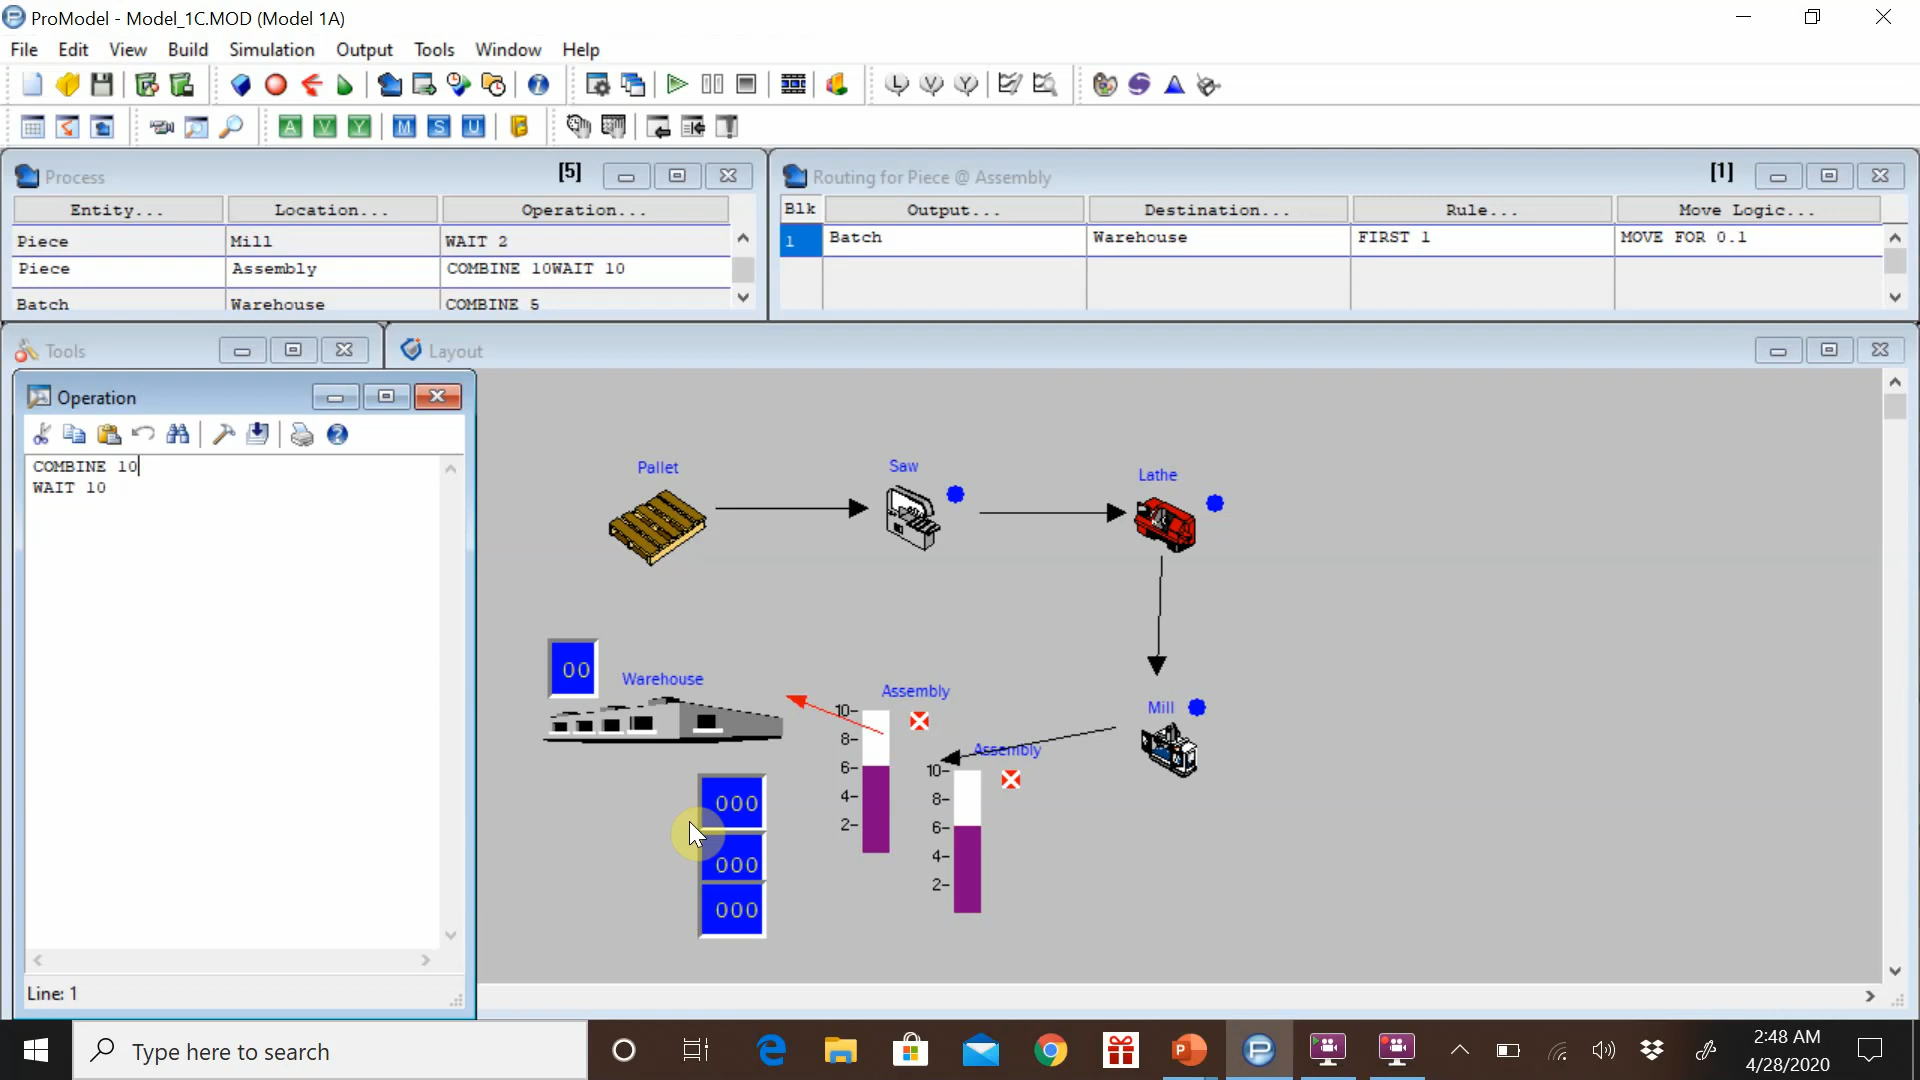 ProModel - Model_1C.MOD (Model 1A)
File Edit View Build Simulation Output Tools Window Help
L V Y
A V Y M S U
Process [5]
Entity... Location... Operation...
Piece Mill WAIT 2
Piece Assembly COMBINE 10WAIT 10
Batch Warehouse COMBINE 5
Routing for Piece @ Assembly [1]
Blk Output... Destination... Rule... Move Logic...
1 Batch Warehouse FIRST 1 MOVE FOR 0.1
Tools
Layout
Operation
COMBINE 10
WAIT 10
Line: 1
Pallet
Saw
Lathe
00
Warehouse
Assembly
10-
8-
6-
4-
2-
Assembly
10-
8-
6-
4-
2-
Mill
000
000
000
Type here to search
2:48 AM
4/28/2020